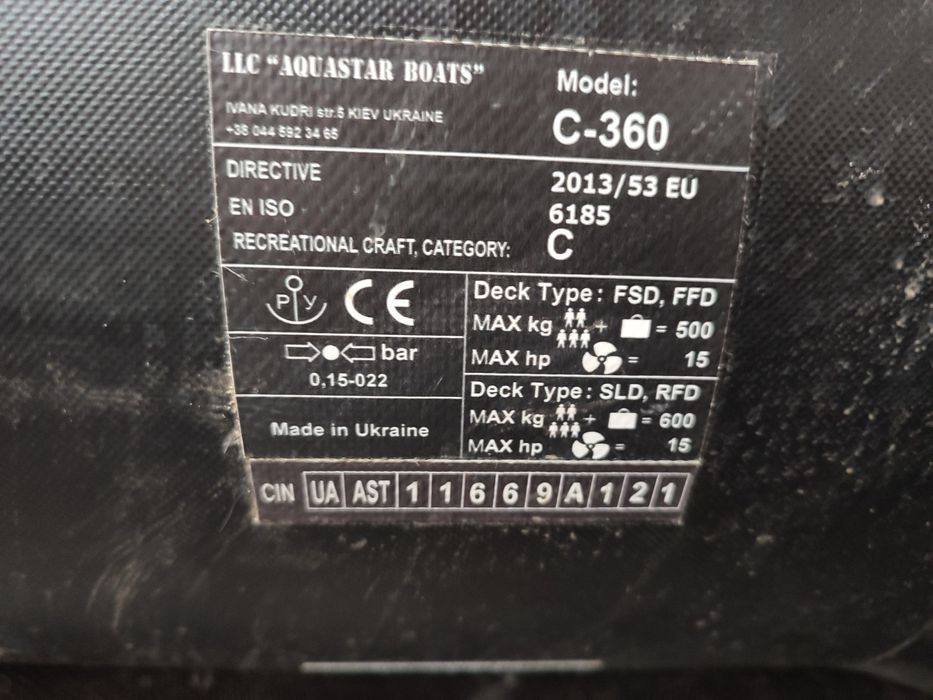 LLC "AQUASTAR BOATS"
IVANA KUDRI str.5 KIEV UKRAINE
+38 044 592 34 65
Model:
C-360
DIRECTIVE 2013/53 EU
EN ISO 6185
RECREATIONAL CRAFT, CATEGORY: C
Р У CE
bar
0,15-022
Made in Ukraine
Deck Type: FSD, FFD
MAX kg + = 500
MAX hp = 15
Deck Type: SLD, RFD
MAX kg + = 600
MAX hp = 15
CIN UA AST 1 1 6 6 9 A 1 2 1